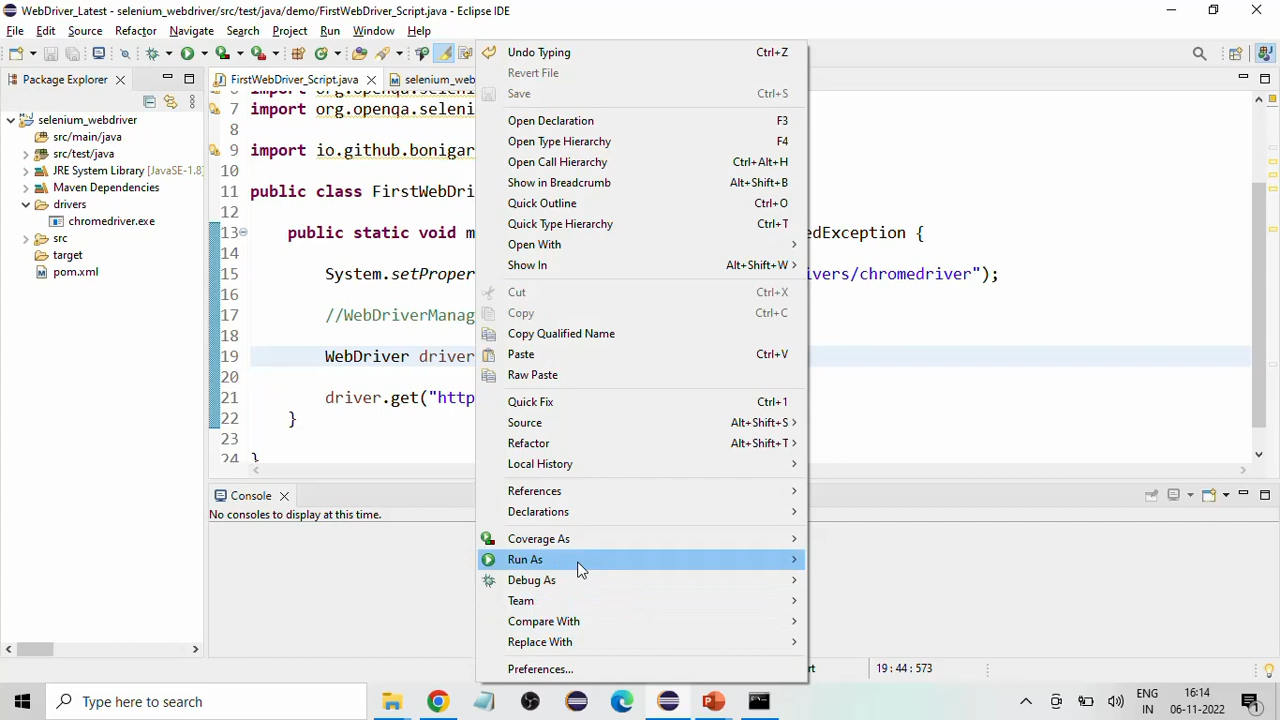 WebDriver_Latest - selenium_webdriver/src/test/java/demo/FirstWebDriver_Script.java - Eclipse IDE
File Edit Source Refactor Navigate Search Project Run Window
Package Explorer
FirstWebDriver_Script.java
selenium_web
selenium_webdriver
src/main/java
src/test/java
JRE System Library [JavaSE-1.8]
Maven Dependencies
drivers
chromedriver.exe
src
target
pom.xml
6 import org.openqa.selen
7 import org.openqa.seleni
8
9 import io.github.bonigar
10
11 public class FirstWebDri
12
13 public static void m edException {
14
15 System.setProper ivers/chromedriver");
16
17 //WebDriverManag
18
19 WebDriver driver
20
21 driver.get("http
22 }
23
24 }
Undo Typing Ctrl+Z
Revert File
Save Ctrl+S
Open Declaration F3
Open Type Hierarchy F4
Open Call Hierarchy Ctrl+Alt+H
Show in Breadcrumb Alt+Shift+B
Quick Outline Ctrl+O
Quick Type Hierarchy Ctrl+T
Open With
Show In Alt+Shift+W
Cut Ctrl+X
Copy Ctrl+C
Copy Qualified Name
Paste Ctrl+V
Raw Paste
Quick Fix Ctrl+1
Source Alt+Shift+S
Refactor Alt+Shift+T
Local History
References
Declarations
Coverage As
Run As
Debug As
Team
Compare With
Replace With
Preferences...
Console
No consoles to display at this time.
rt 19 : 44 : 573
Type here to search
ENG
IN
16:14
06-11-2022
1